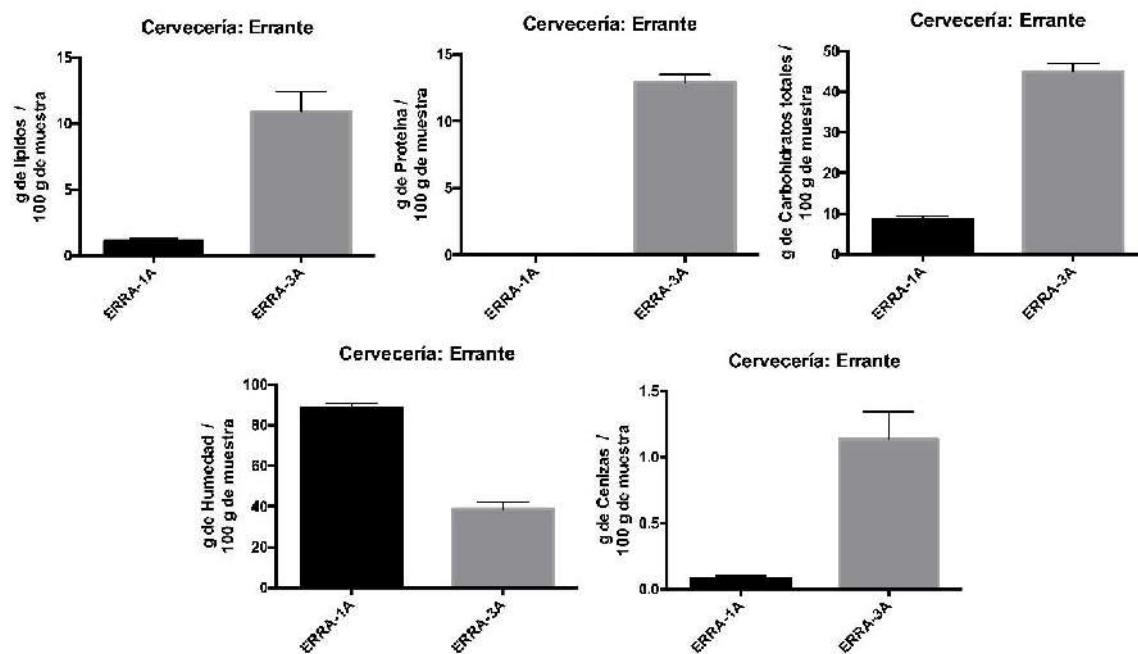 Cervecería: Errante
g de lípidos /
100 g de muestra
15
10
5
0
ERRA-1A
ERRA-3A
Cervecería: Errante
g de Proteína /
100 g de muestra
15
10
5
0
ERRA-1A
ERRA-3A
Cervecería: Errante
g de Carbohidratos totales /
100 g de muestra
50
40
30
20
10
0
ERRA-1A
ERRA-3A
Cervecería: Errante
g de Humedad /
100 g de muestra
100
80
60
40
20
0
ERRA-1A
ERRA-3A
Cervecería: Errante
g de Cenizas /
100 g de muestra
1.5
1.0
0.5
0.0
ERRA-1A
ERRA-3A